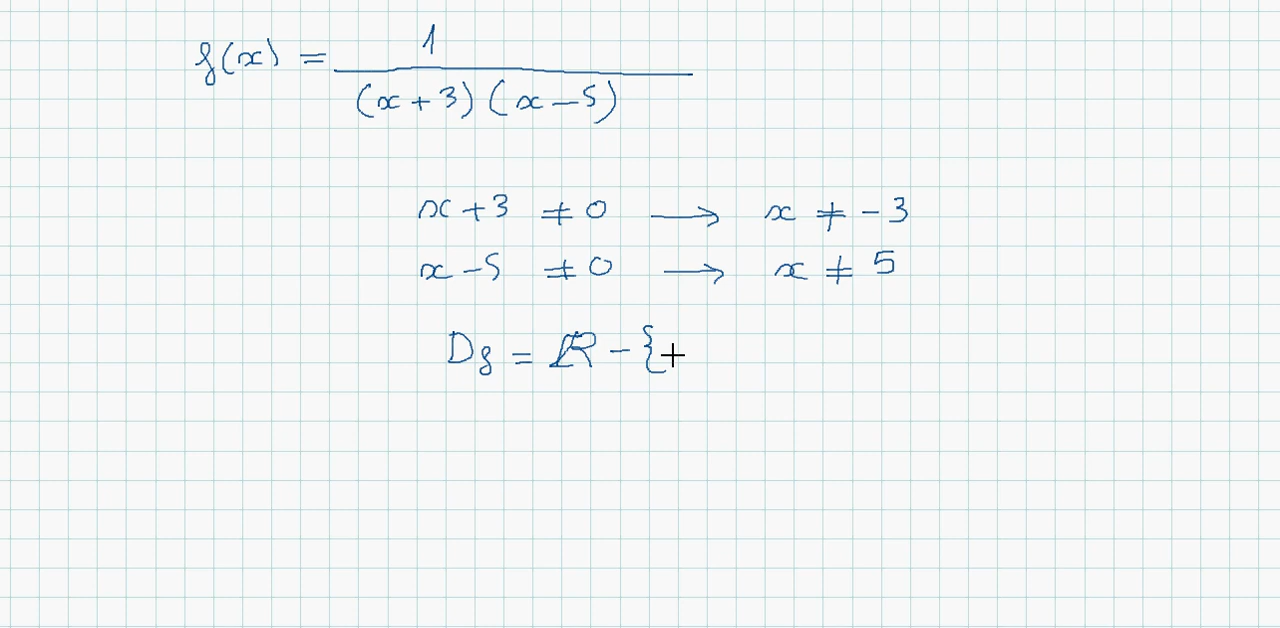 f(x) = 1 / (x+3)(x-5)
x+3 ≠ 0 → x ≠ -3
x-5 ≠ 0 → x ≠ 5
Df = ℝ - {